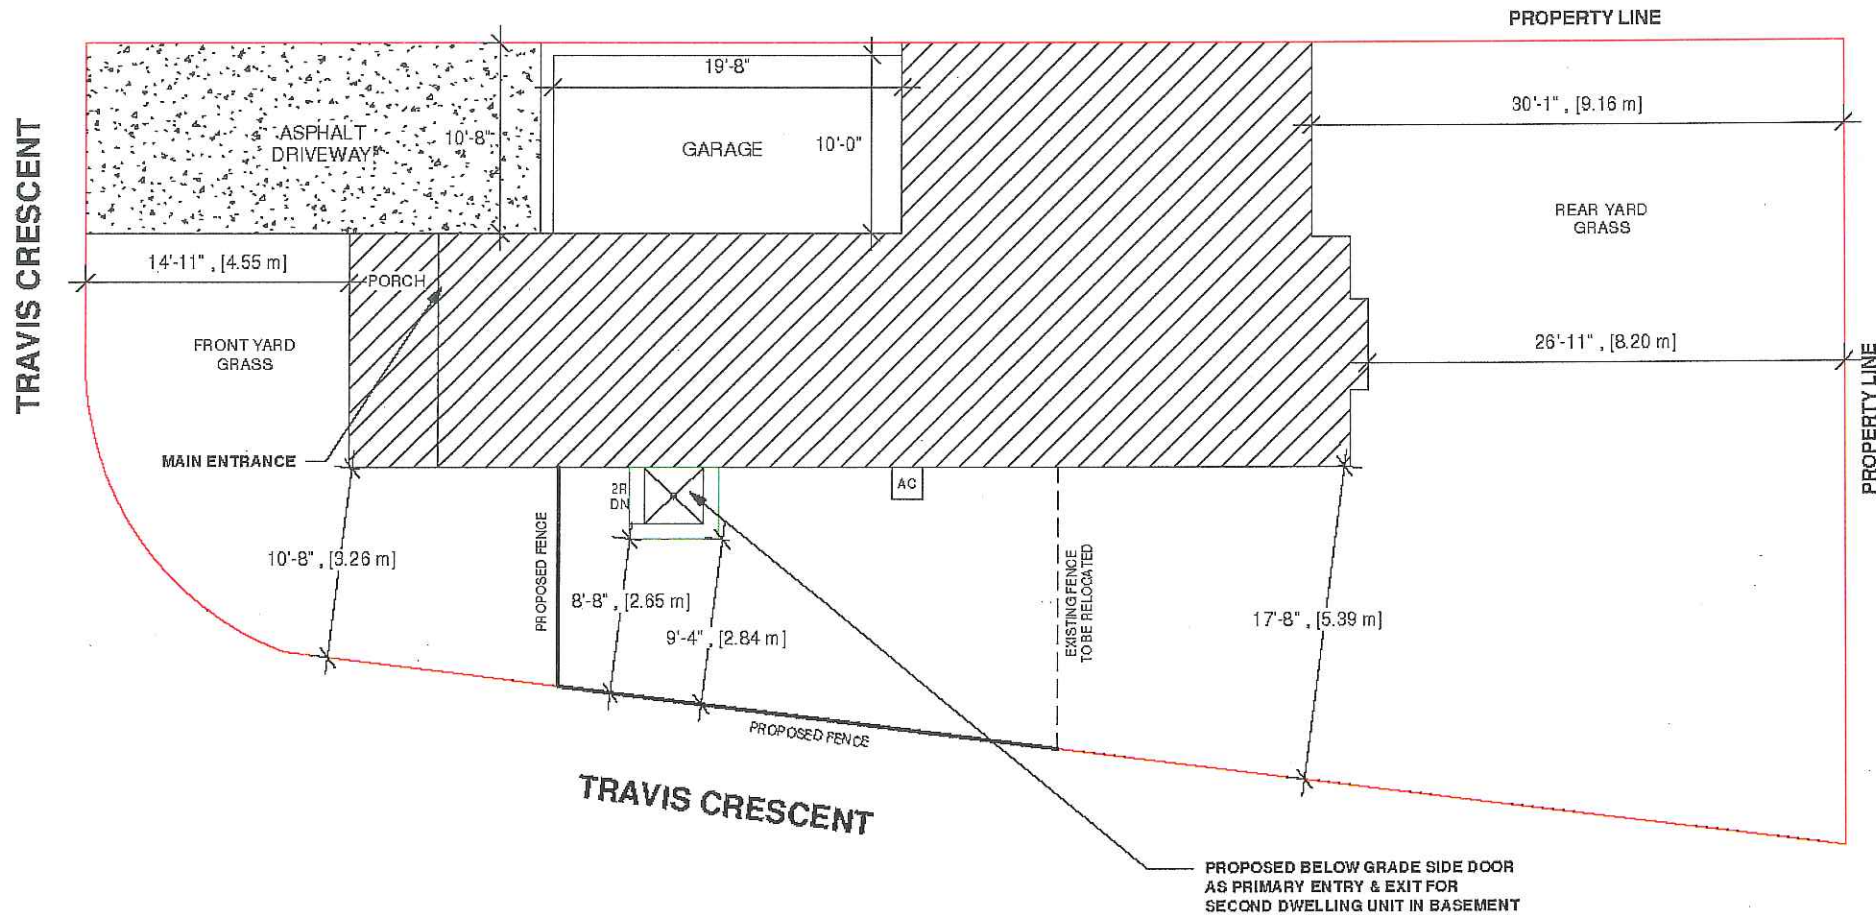 PROPERTY LINE
19'-8"
30'-1" , [9.16 m]
ASPHALT
DRIVEWAY
10'-8"
GARAGE
10'-0"
TRAVIS CRESCENT
REAR YARD
GRASS
14'-11" , [4.55 m]
PORCH
FRONT YARD
GRASS
26'-11" , [8.20 m]
PROPERTY LINE
MAIN ENTRANCE
2R
DN
AC
10'-8" , [3.26 m]
PROPOSED FENCE
8'-8" , [2.65 m]
9'-4" , [2.84 m]
EXISTING FENCE
TO BE RELOCATED
17'-8" , [5.39 m]
PROPOSED FENCE
TRAVIS CRESCENT
PROPOSED BELOW GRADE SIDE DOOR
AS PRIMARY ENTRY & EXIT FOR
SECOND DWELLING UNIT IN BASEMENT